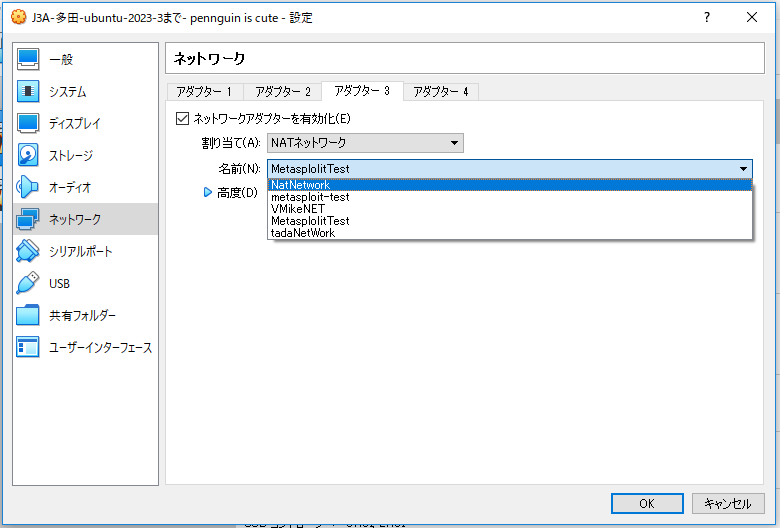 J3A-多田-ubuntu-2023-3まで- pennguin is cute - 設定
?
一般
システム
ディスプレイ
ストレージ
オーディオ
ネットワーク
シリアルポート
USB
共有フォルダー
ユーザーインターフェース
ネットワーク
アダプター 1
アダプター 2
アダプター 3
アダプター 4
ネットワークアダプターを有効化(E)
割り当て(A): NATネットワーク
名前(N): MetasplolitTest
高度(D)
NatNetwork
metasploit-test
VMikeNET
MetasplolitTest
tadaNetWork
OK
キャンセル